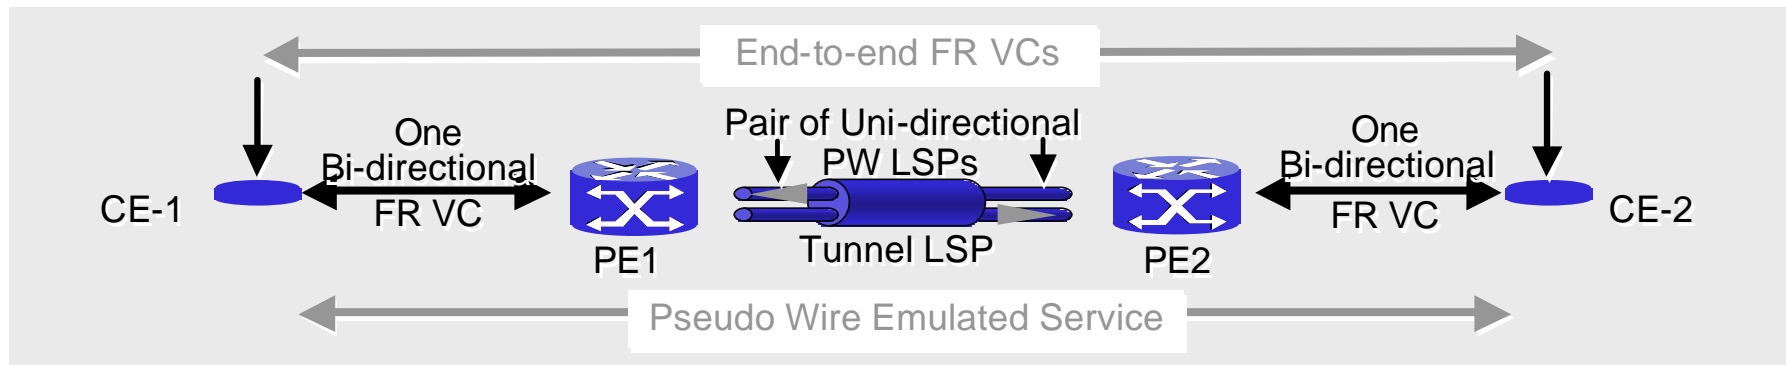 End-to-end FR VCs
One
Bi-directional
FR VC
Pair of Uni-directional
PW LSPs
One
Bi-directional
FR VC
CE-1
PE1
Tunnel LSP
PE2
CE-2
Pseudo Wire Emulated Service